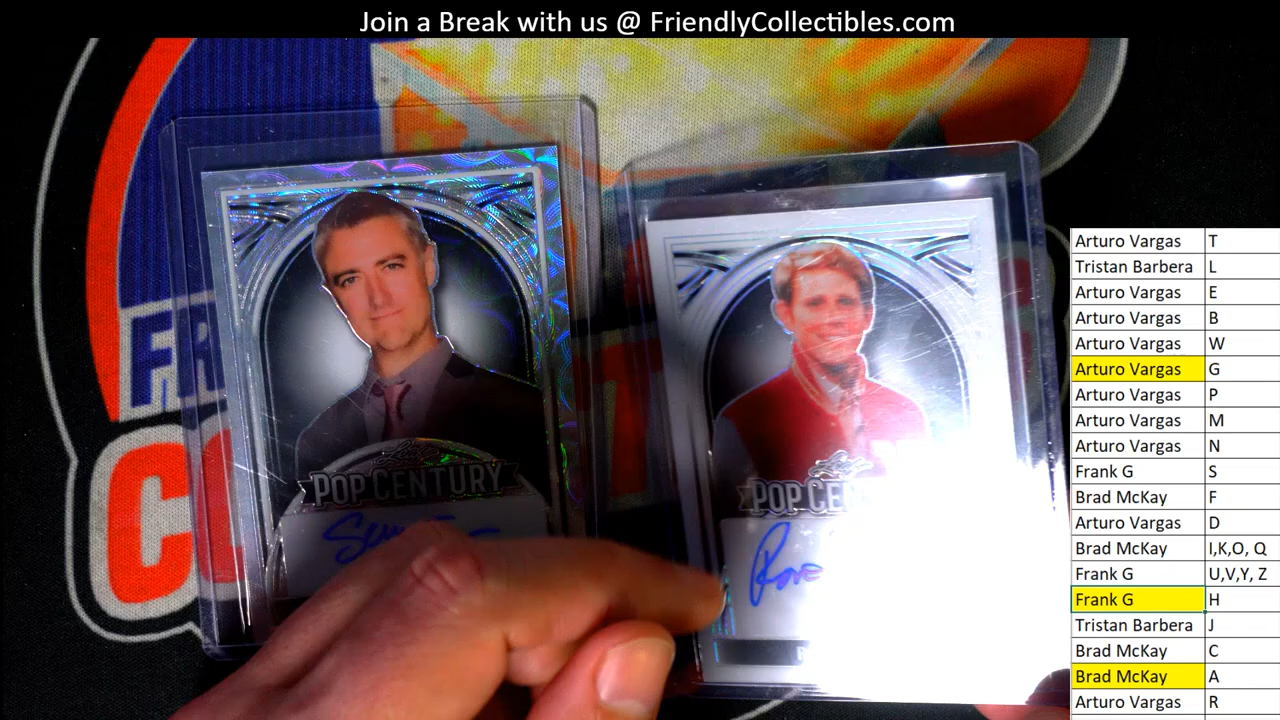 Join a Break with us @ FriendlyCollectibles.com
Leaf
POP CENTURY
POP CEN
Arturo Vargas T
Tristan Barbera L
Arturo Vargas E
Arturo Vargas B
Arturo Vargas W
Arturo Vargas G
Arturo Vargas P
Arturo Vargas M
Arturo Vargas N
Frank G S
Brad McKay F
Arturo Vargas D
Brad McKay I,K,O, Q
Frank G U,V,Y, Z
Frank G H
Tristan Barbera J
Brad McKay C
Brad McKay A
Arturo Vargas R